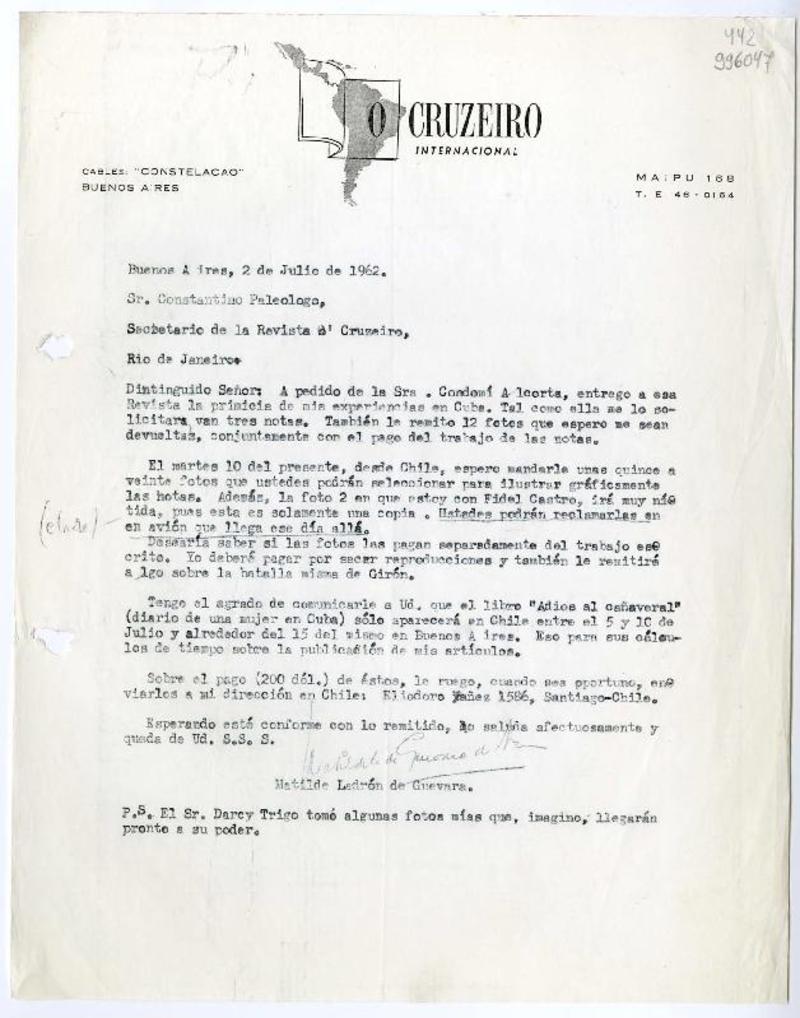 442
996047
O CRUZEIRO
INTERNACIONAL
CABLES: "CONSTELACAO"
BUENOS AIRES
MAIPU 168
T. E. 46-0164
Buenos A ires, 2 de Julio de 1962.
Sr. Constantino Paleologo,
Secretario de la Revista O' Cruzeiro,
Rio de Janeiro.
Dintinguido Señor: A pedido de la Sra . Condomí A lcorta, entrego a esa
Revista la primicia de mis experiencias en Cuba. Tal como ella me lo so-
licitara van tres notas. También le remito 12 fotos que espero me sean
devueltas, conjuntamente con el pago del trabajo de las notas.
El martes 10 del presente, desde Chile, espero mandarle unas quince a
veinte fotos que ustedes podrán seleccionar para ilustrar gráficamente
las notas. Además, la foto 2 en que estoy con Fidel Castro, irá muy ní
tida, pues esta es solamente una copia . Ustedes podrán reclamarlas en
en avión que llega ese día allá.
Desearía saber si las fotos las pagan separadamente del trabajo es
crito. Yo deberé pagar por sacar reproducciones y también le remitiré
a lgo sobre la batalla misma de Girón.
Tengo el agrado de comunicarle a Ud. que el libro "Adios al cañaveral"
(diario de una mujer en Cuba) sólo aparecerá en Chile entre el 5 y 10 de
Julio y alrededor del 15 del mismo en Buenos A ires. Eso para sus cálcu-
los de tiempo sobre la publicación de mis artículos.
Sobre el pago (200 dól.) de éstos, le ruego, cuando sea oportuno, en
viarlos a mi dirección en Chile: Eliodoro Yañez 1586, Santiago-Chile.
Esperando esté conforme con lo remitido, lo saluda afectuosamente y
queda de Ud. S.S. S.
Matilde Ladrón de Guevara.
P.S. El Sr. Darcy Trigo tomó algunas fotos mías que, imagino, llegarán
pronto a su poder.